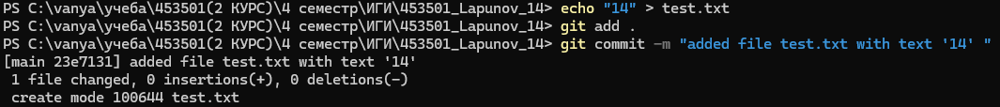 PS C:\vanya\учеба\453501(2 КУРС)\4 семестр\ИГИ\453501_Lapunov_14> echo "14" > test.txt
PS C:\vanya\учеба\453501(2 КУРС)\4 семестр\ИГИ\453501_Lapunov_14> git add .
PS C:\vanya\учеба\453501(2 КУРС)\4 семестр\ИГИ\453501_Lapunov_14> git commit -m "added file test.txt with text '14' "
[main 23e7131] added file test.txt with text '14'
 1 file changed, 0 insertions(+), 0 deletions(-)
 create mode 100644 test.txt